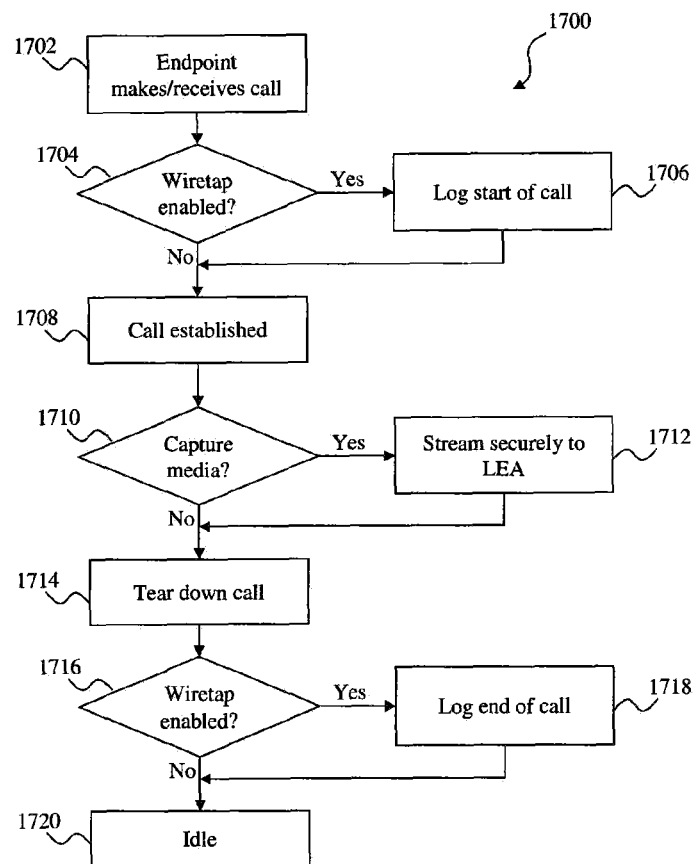 1700
1702
Endpoint
makes/receives call
1704
Wiretap
enabled?
Yes
Log start of call
1706
No
1708
Call established
1710
Capture
media?
Yes
Stream securely to
LEA
1712
No
1714
Tear down call
1716
Wiretap
enabled?
Yes
Log end of call
1718
No
1720
Idle